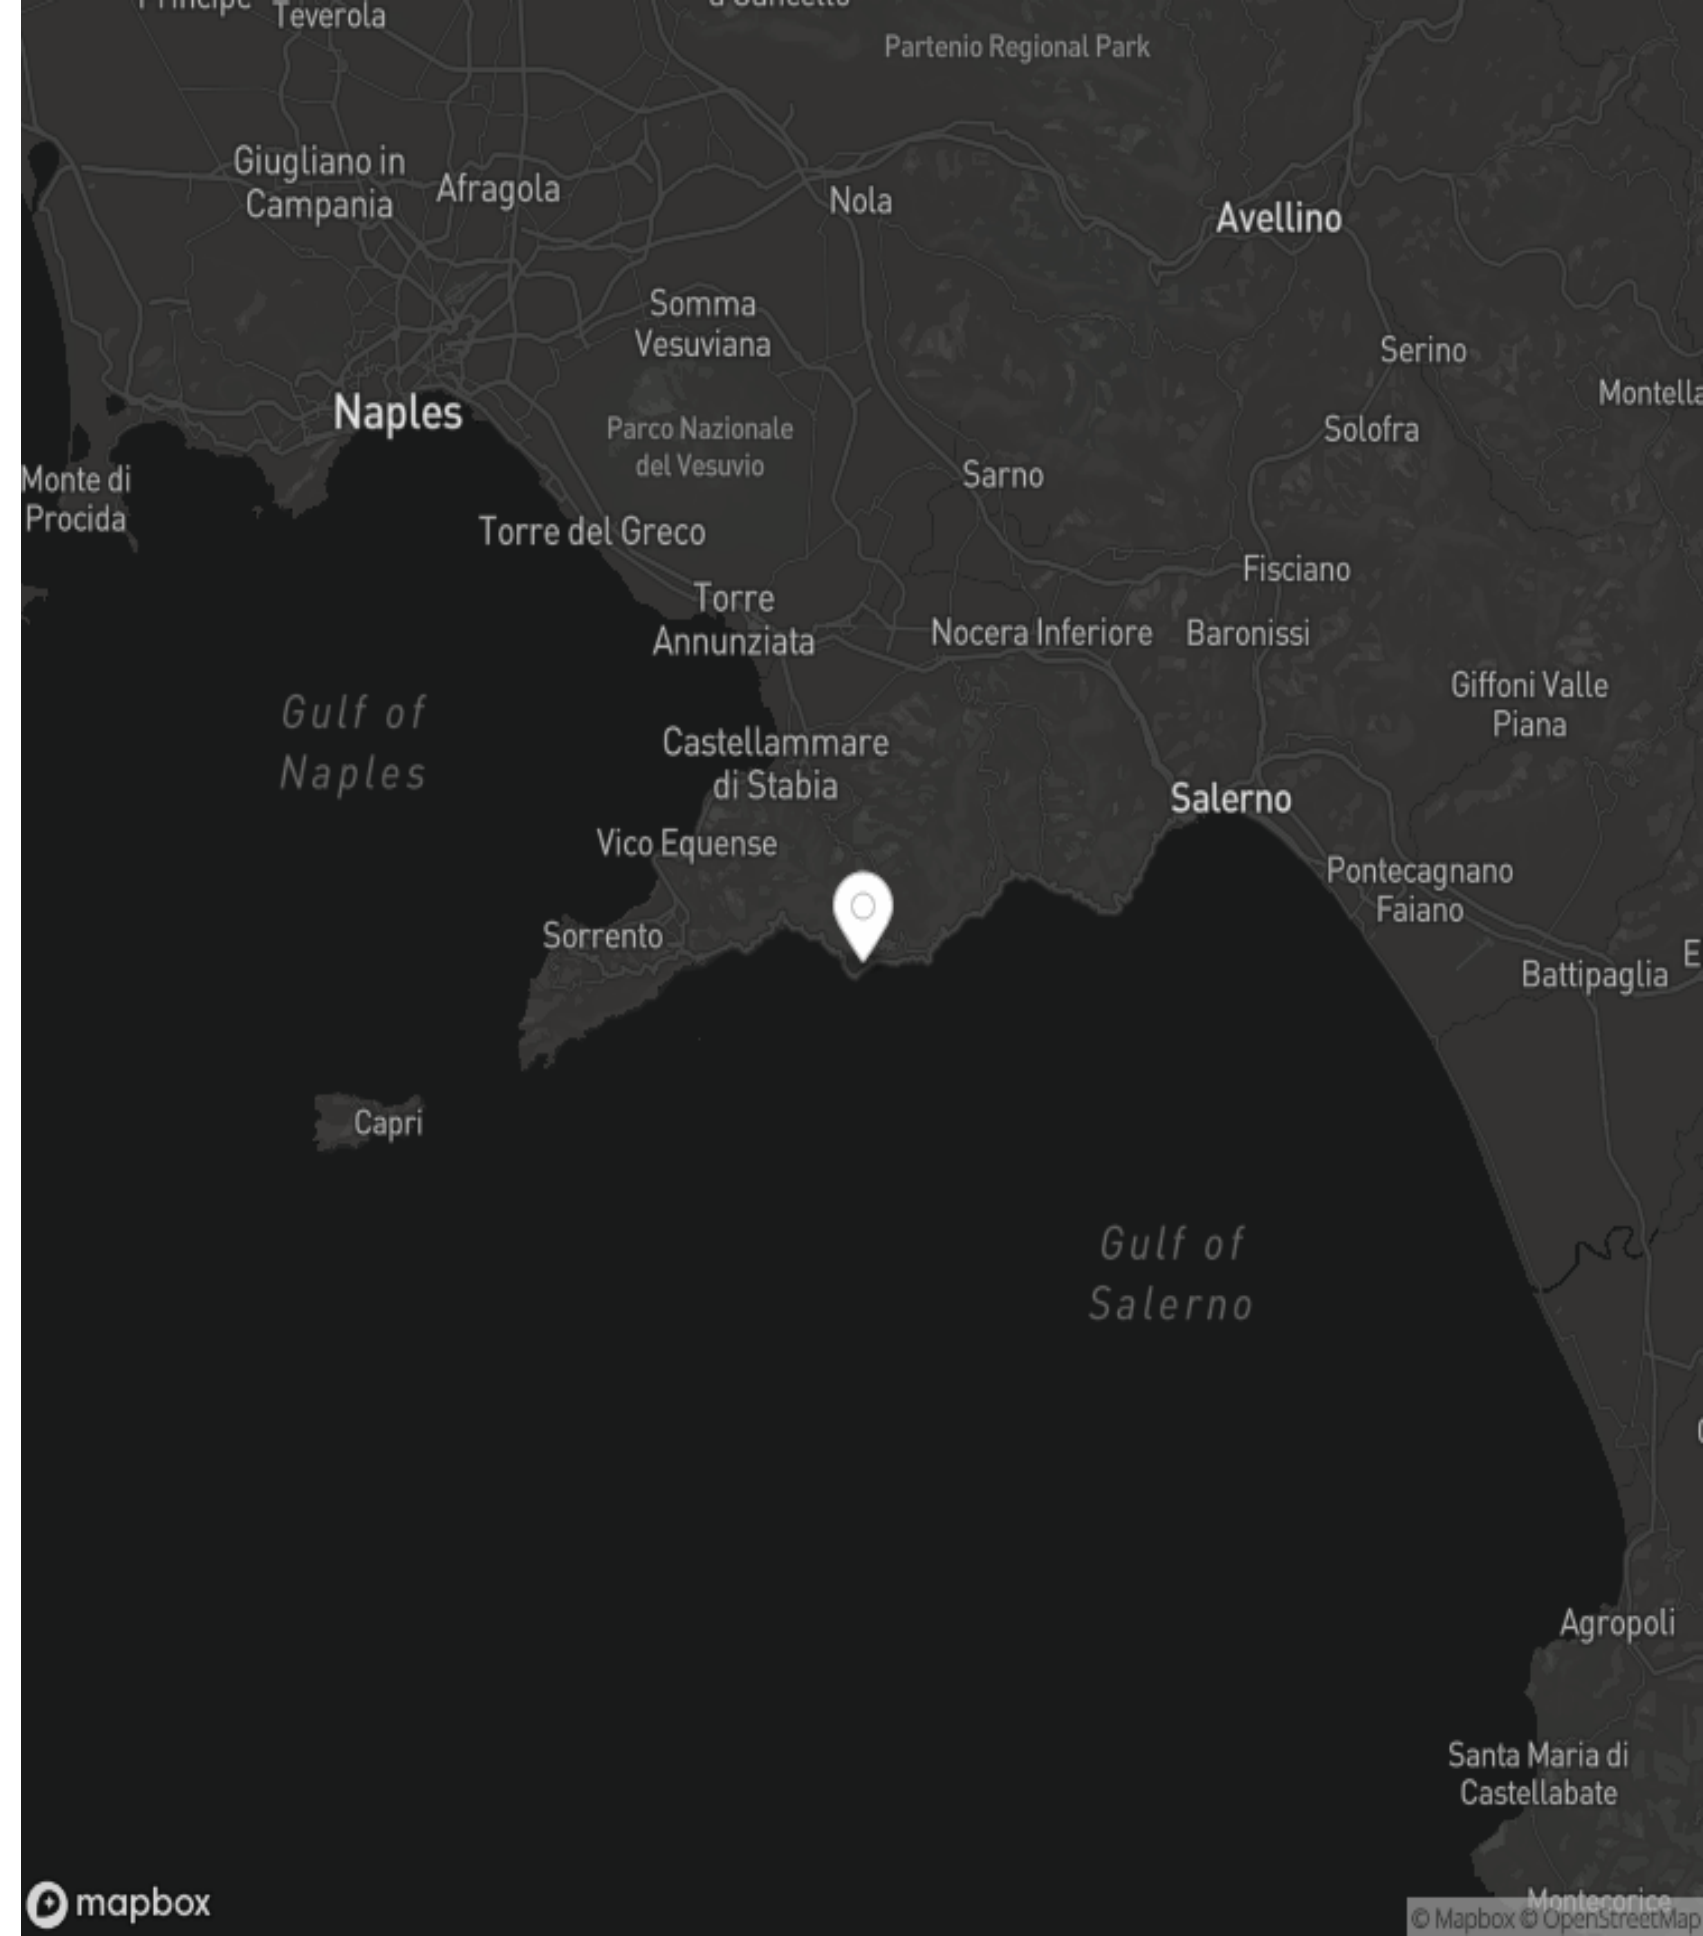 Teverola
Partenio Regional Park
Giugliano in
Campania
Afragola
Nola
Avellino
Somma
Vesuviana
Serino
Montella
Naples
Parco Nazionale
del Vesuvio
Solofra
Monte di
Procida
Sarno
Torre del Greco
Fisciano
Torre
Annunziata
Nocera Inferiore
Baronissi
Gulf of
Naples
Giffoni Valle
Piana
Castellammare
di Stabia
Salerno
Vico Equense
Pontecagnano
Faiano
Sorrento
Battipaglia
E
Capri
Gulf of
Salerno
Agropoli
Santa Maria di
Castellabate
Montecorice
mapbox
© Mapbox © OpenStreetMap